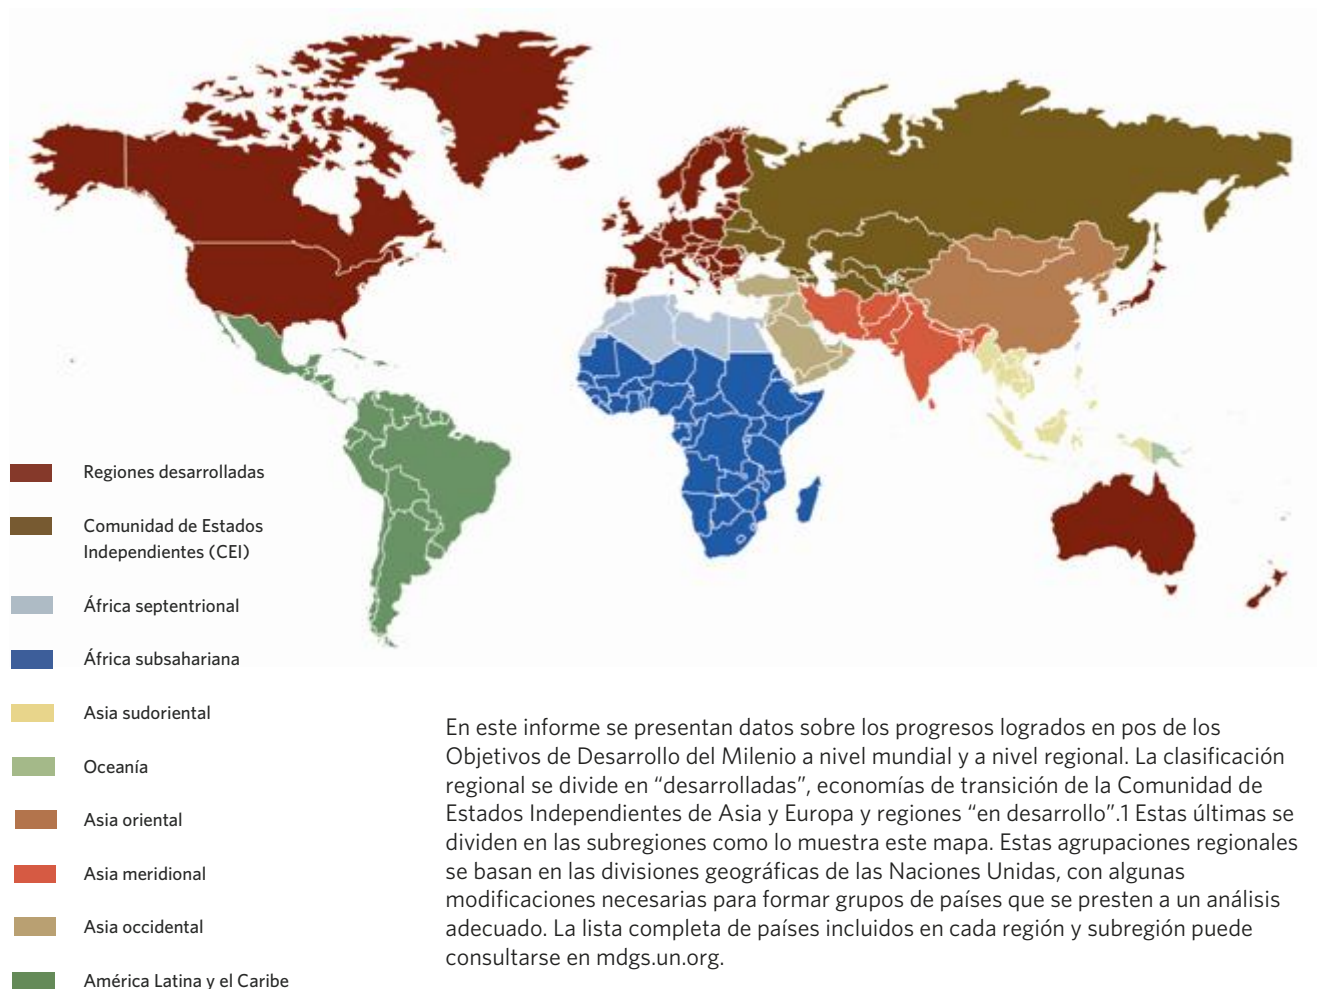 Regiones desarrolladas
Comunidad de Estados
Independientes (CEI)
África septentrional
África subsahariana
Asia sudoriental
Oceanía
Asia oriental
Asia meridional
Asia occidental
América Latina y el Caribe
En este informe se presentan datos sobre los progresos logrados en pos de los
Objetivos de Desarrollo del Milenio a nivel mundial y a nivel regional. La clasificación
regional se divide en “desarrolladas”, economías de transición de la Comunidad de
Estados Independientes de Asia y Europa y regiones “en desarrollo”.1 Estas últimas se
dividen en las subregiones como lo muestra este mapa. Estas agrupaciones regionales
se basan en las divisiones geográficas de las Naciones Unidas, con algunas
modificaciones necesarias para formar grupos de países que se presten a un análisis
adecuado. La lista completa de países incluidos en cada región y subregión puede
consultarse en mdgs.un.org.